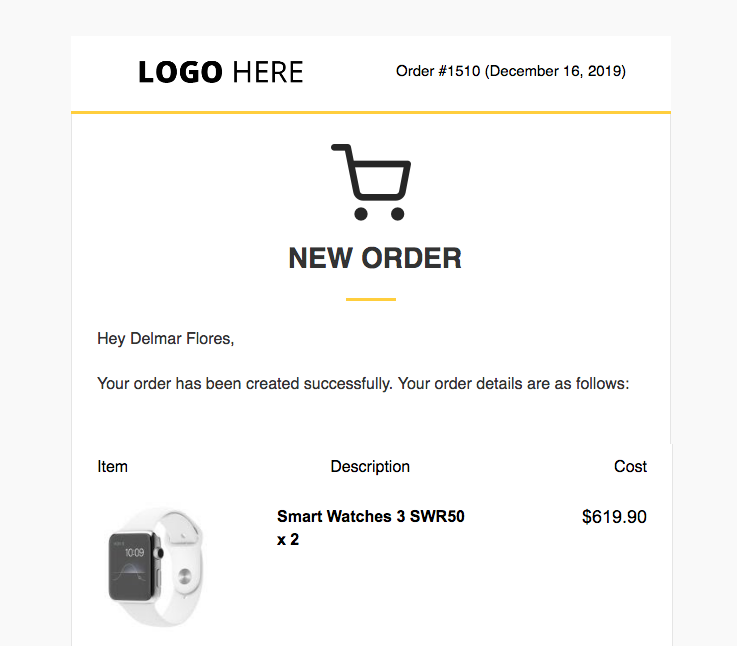 LOGO HERE
Order #1510 (December 16, 2019)
NEW ORDER
Hey Delmar Flores,
Your order has been created successfully. Your order details are as follows:
Item Description Cost
Smart Watches 3 SWR50 $619.90
x 2
10:09